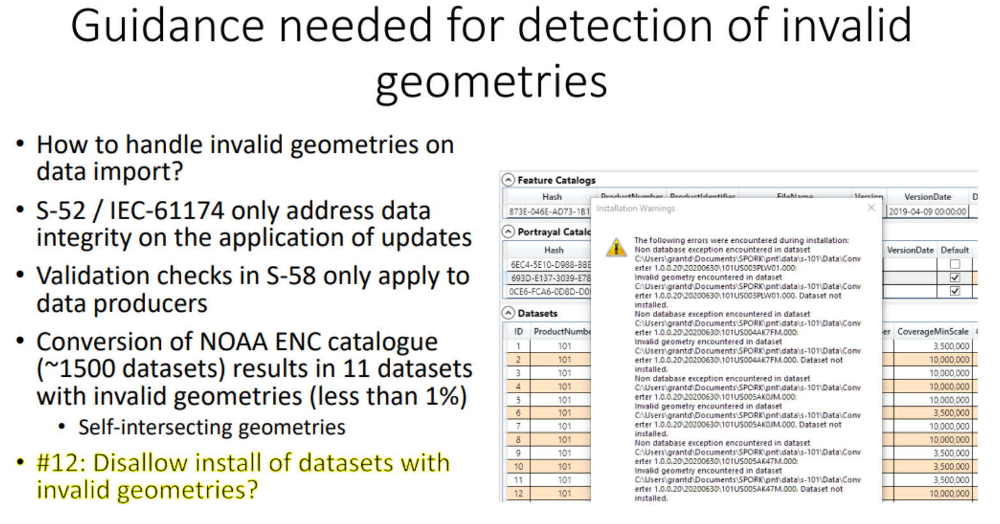 Guidance needed for detection of invalid
geometries
• How to handle invalid geometries on
data import?
• S-52 / IEC-61174 only address data
integrity on the application of updates
• Validation checks in S-58 only apply to
data producers
• Conversion of NOAA ENC catalogue
(~1500 datasets) results in 11 datasets
with invalid geometries (less than 1%)
• Self-intersecting geometries
• #12: Disallow install of datasets with
invalid geometries?
Feature Catalogs
Hash ProductNumber ProductIdentifier FileName Version VersionDate D
873E-046E-AD73-1B1 2019-04-09 00:00:00
Portrayal Catalo
Hash VersionDate Default
6EC4-5E10-D988-BBE
693D-E137-3039-E78
0CE6-FCA6-0D8D-D0
Datasets
ID ProductNumbe er CoverageMinScale
1 101 3,500,000
2 101 10,000,000
3 101 10,000,000
4 101 10,000,000
5 101 10,000,000
6 101 3,500,000
7 101 10,000,000
8 101 10,000,000
9 101 3,500,000
10 101 3,500,000
11 101 3,500,000
12 101 10,000,000
Installation Warnings
The following errors were encountered during installation:
Non database exception encountered in dataset
C:\Users\grantd\Documents\SPORK\pnt\data\s-101\Data\Conv
erter 1.0.0.20\20200630\101US003PLW01.000:
Invalid geometry encountered in dataset
C:\Users\grantd\Documents\SPORK\pnt\data\s-101\Data\Conv
erter 1.0.0.20\20200630\101US003PLW01.000. Dataset not
installed.
Non database exception encountered in dataset
C:\Users\grantd\Documents\SPORK\pnt\data\s-101\Data\Conv
erter 1.0.0.20\20200630\101US004AK7FM.000:
Invalid geometry encountered in dataset
C:\Users\grantd\Documents\SPORK\pnt\data\s-101\Data\Conv
erter 1.0.0.20\20200630\101US004AK7FM.000. Dataset not
installed.
Non database exception encountered in dataset
C:\Users\grantd\Documents\SPORK\pnt\data\s-101\Data\Conv
erter 1.0.0.20\20200630\101US005AK0JM.000:
Invalid geometry encountered in dataset
C:\Users\grantd\Documents\SPORK\pnt\data\s-101\Data\Conv
erter 1.0.0.20\20200630\101US005AK0JM.000. Dataset not
installed.
Non database exception encountered in dataset
C:\Users\grantd\Documents\SPORK\pnt\data\s-101\Data\Conv
erter 1.0.0.20\20200630\101US005AK47M.000:
Invalid geometry encountered in dataset
C:\Users\grantd\Documents\SPORK\pnt\data\s-101\Data\Conv
erter 1.0.0.20\20200630\101US005AK47M.000. Dataset not
installed.